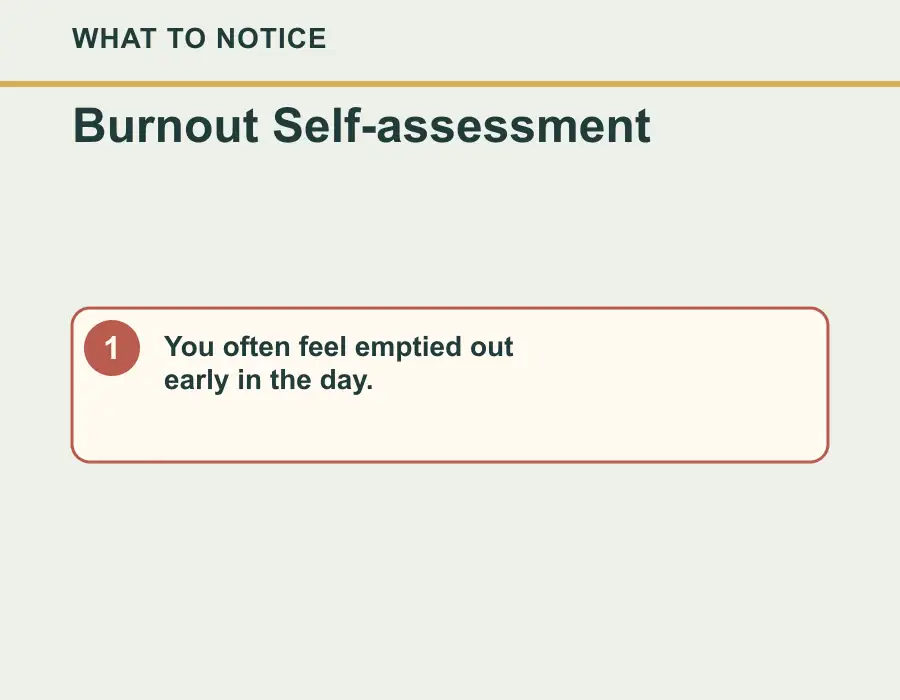 WHAT TO NOTICE
Burnout Self-assessment
1
You often feel emptied out
early in the day.